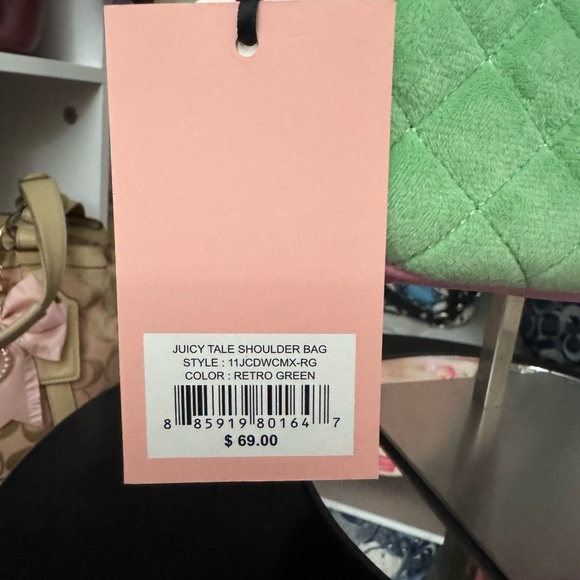 JUICY TALE SHOULDER BAG
STYLE : 11JCDWCMX-RG
COLOR : RETRO GREEN
8 85919 80164 7
$ 69.00